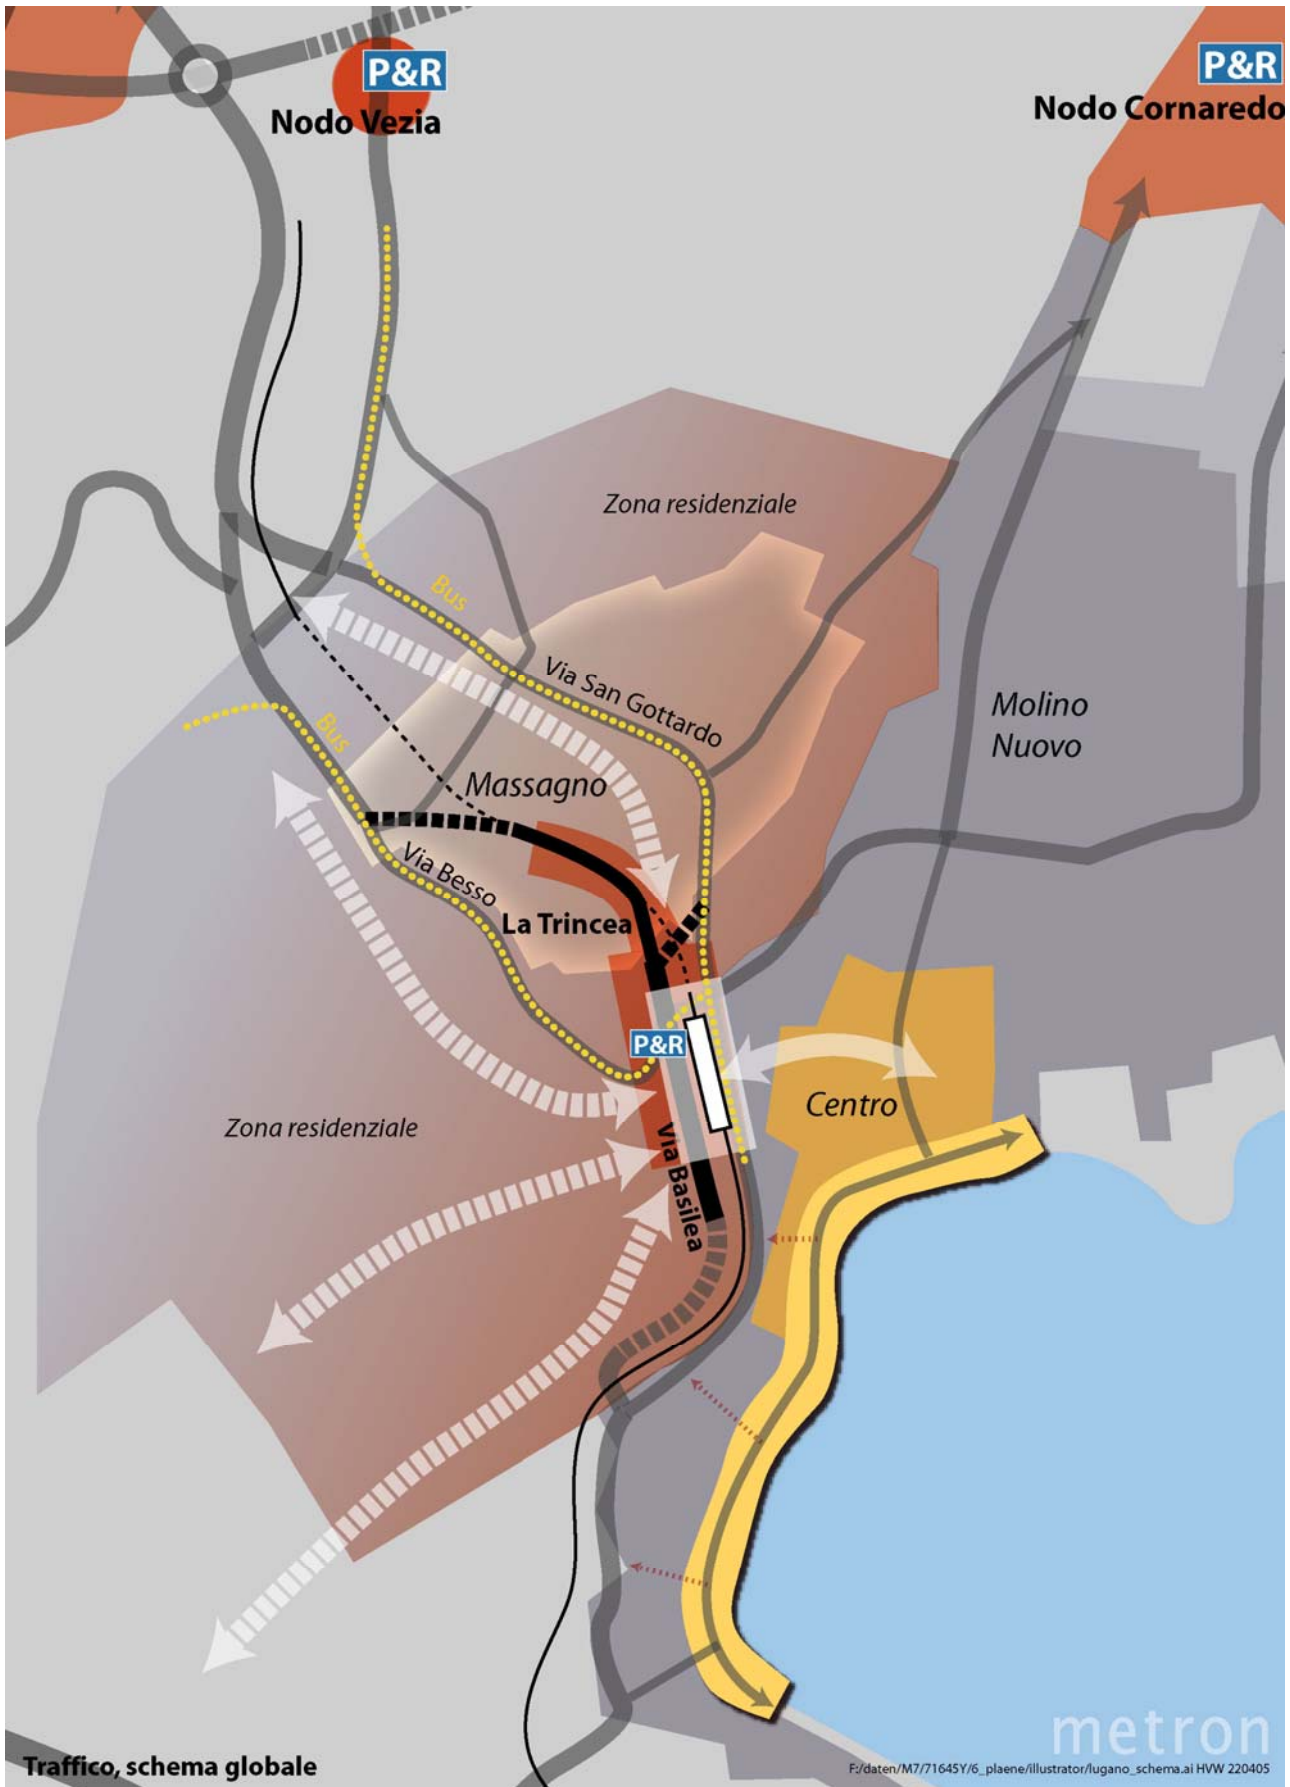 P&R
Nodo Vezia
P&R
Nodo Cornaredo
Zona residenziale
Bus
Via San Gottardo
Molino
Nuovo
Bus
Massagno
Via Besso
La Trincea
P&R
Centro
Zona residenziale
Via Basilea
metron
Traffico, schema globale
F:/daten/M7/71645Y/6_plaene/illustrator/lugano_schema.ai HVW 220405